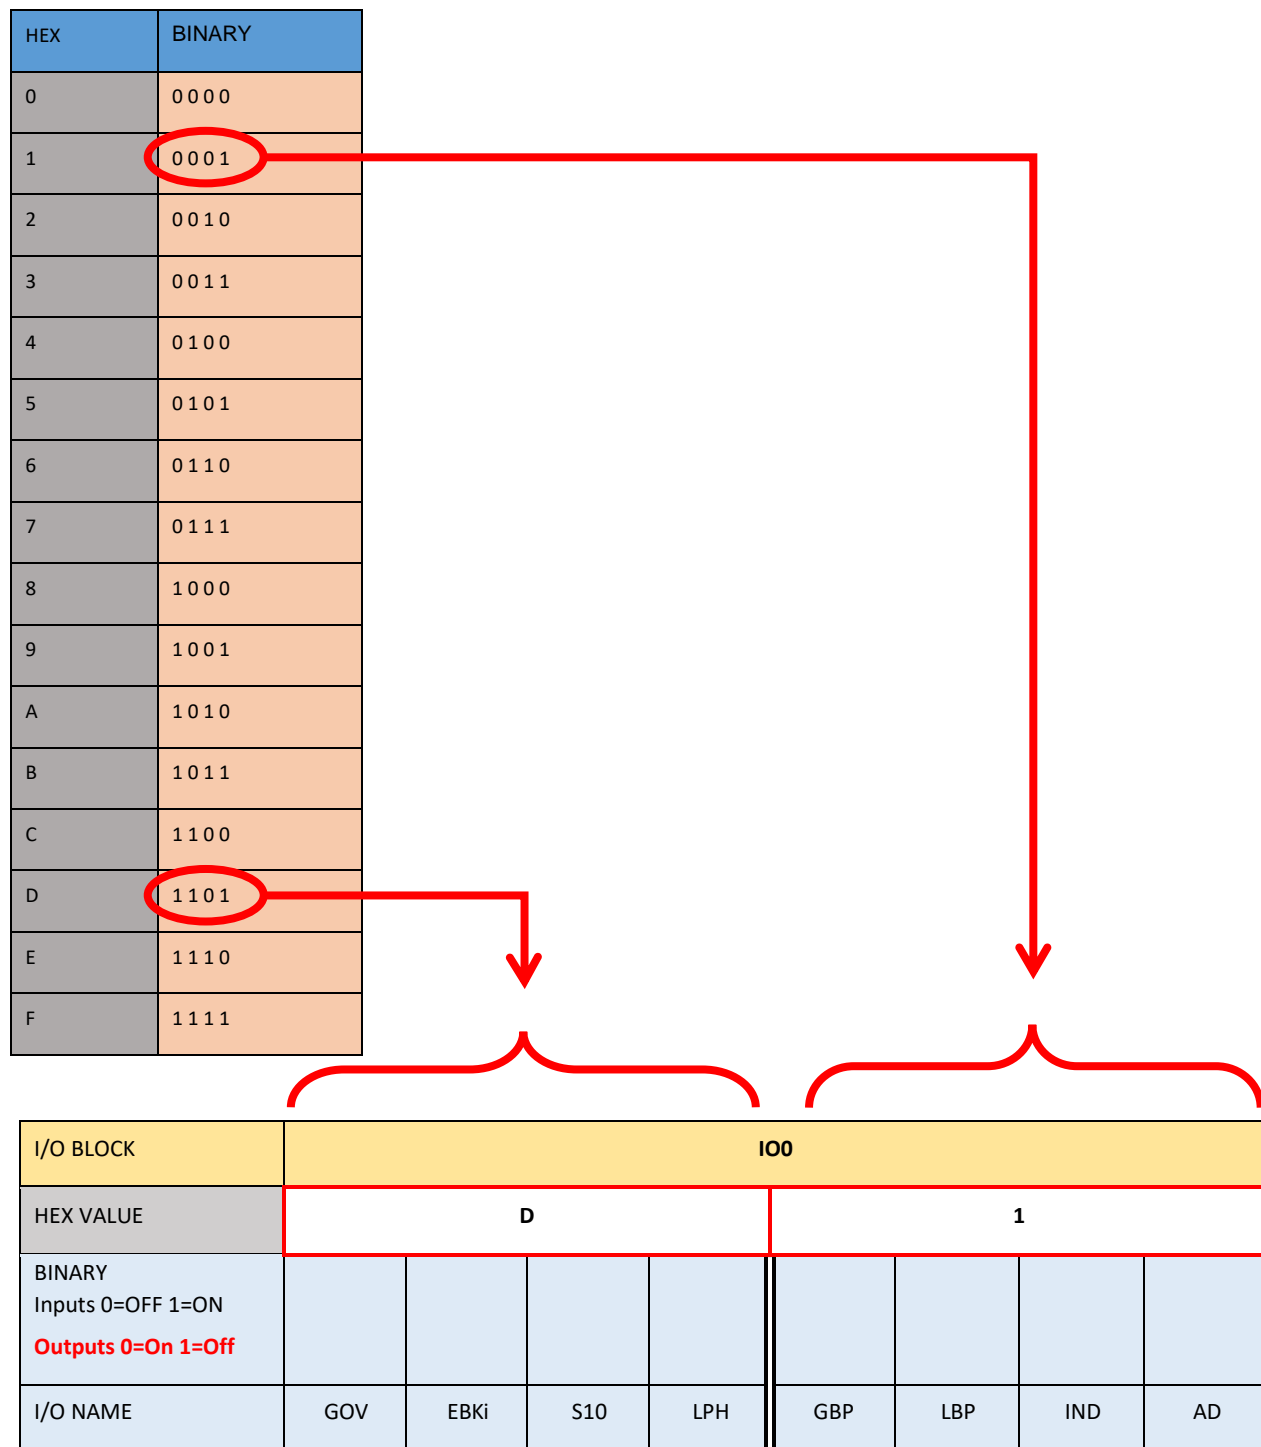 HEX BINARY
0 0 0 0 0
1 0 0 0 1
2 0 0 1 0
3 0 0 1 1
4 0 1 0 0
5 0 1 0 1
6 0 1 1 0
7 0 1 1 1
8 1 0 0 0
9 1 0 0 1
A 1 0 1 0
B 1 0 1 1
C 1 1 0 0
D 1 1 0 1
E 1 1 1 0
F 1 1 1 1
I/O BLOCK IO0
HEX VALUE D 1
BINARY
Inputs 0=OFF 1=ON
Outputs 0=On 1=Off
I/O NAME GOV EBKi S10 LPH GBP LBP IND AD